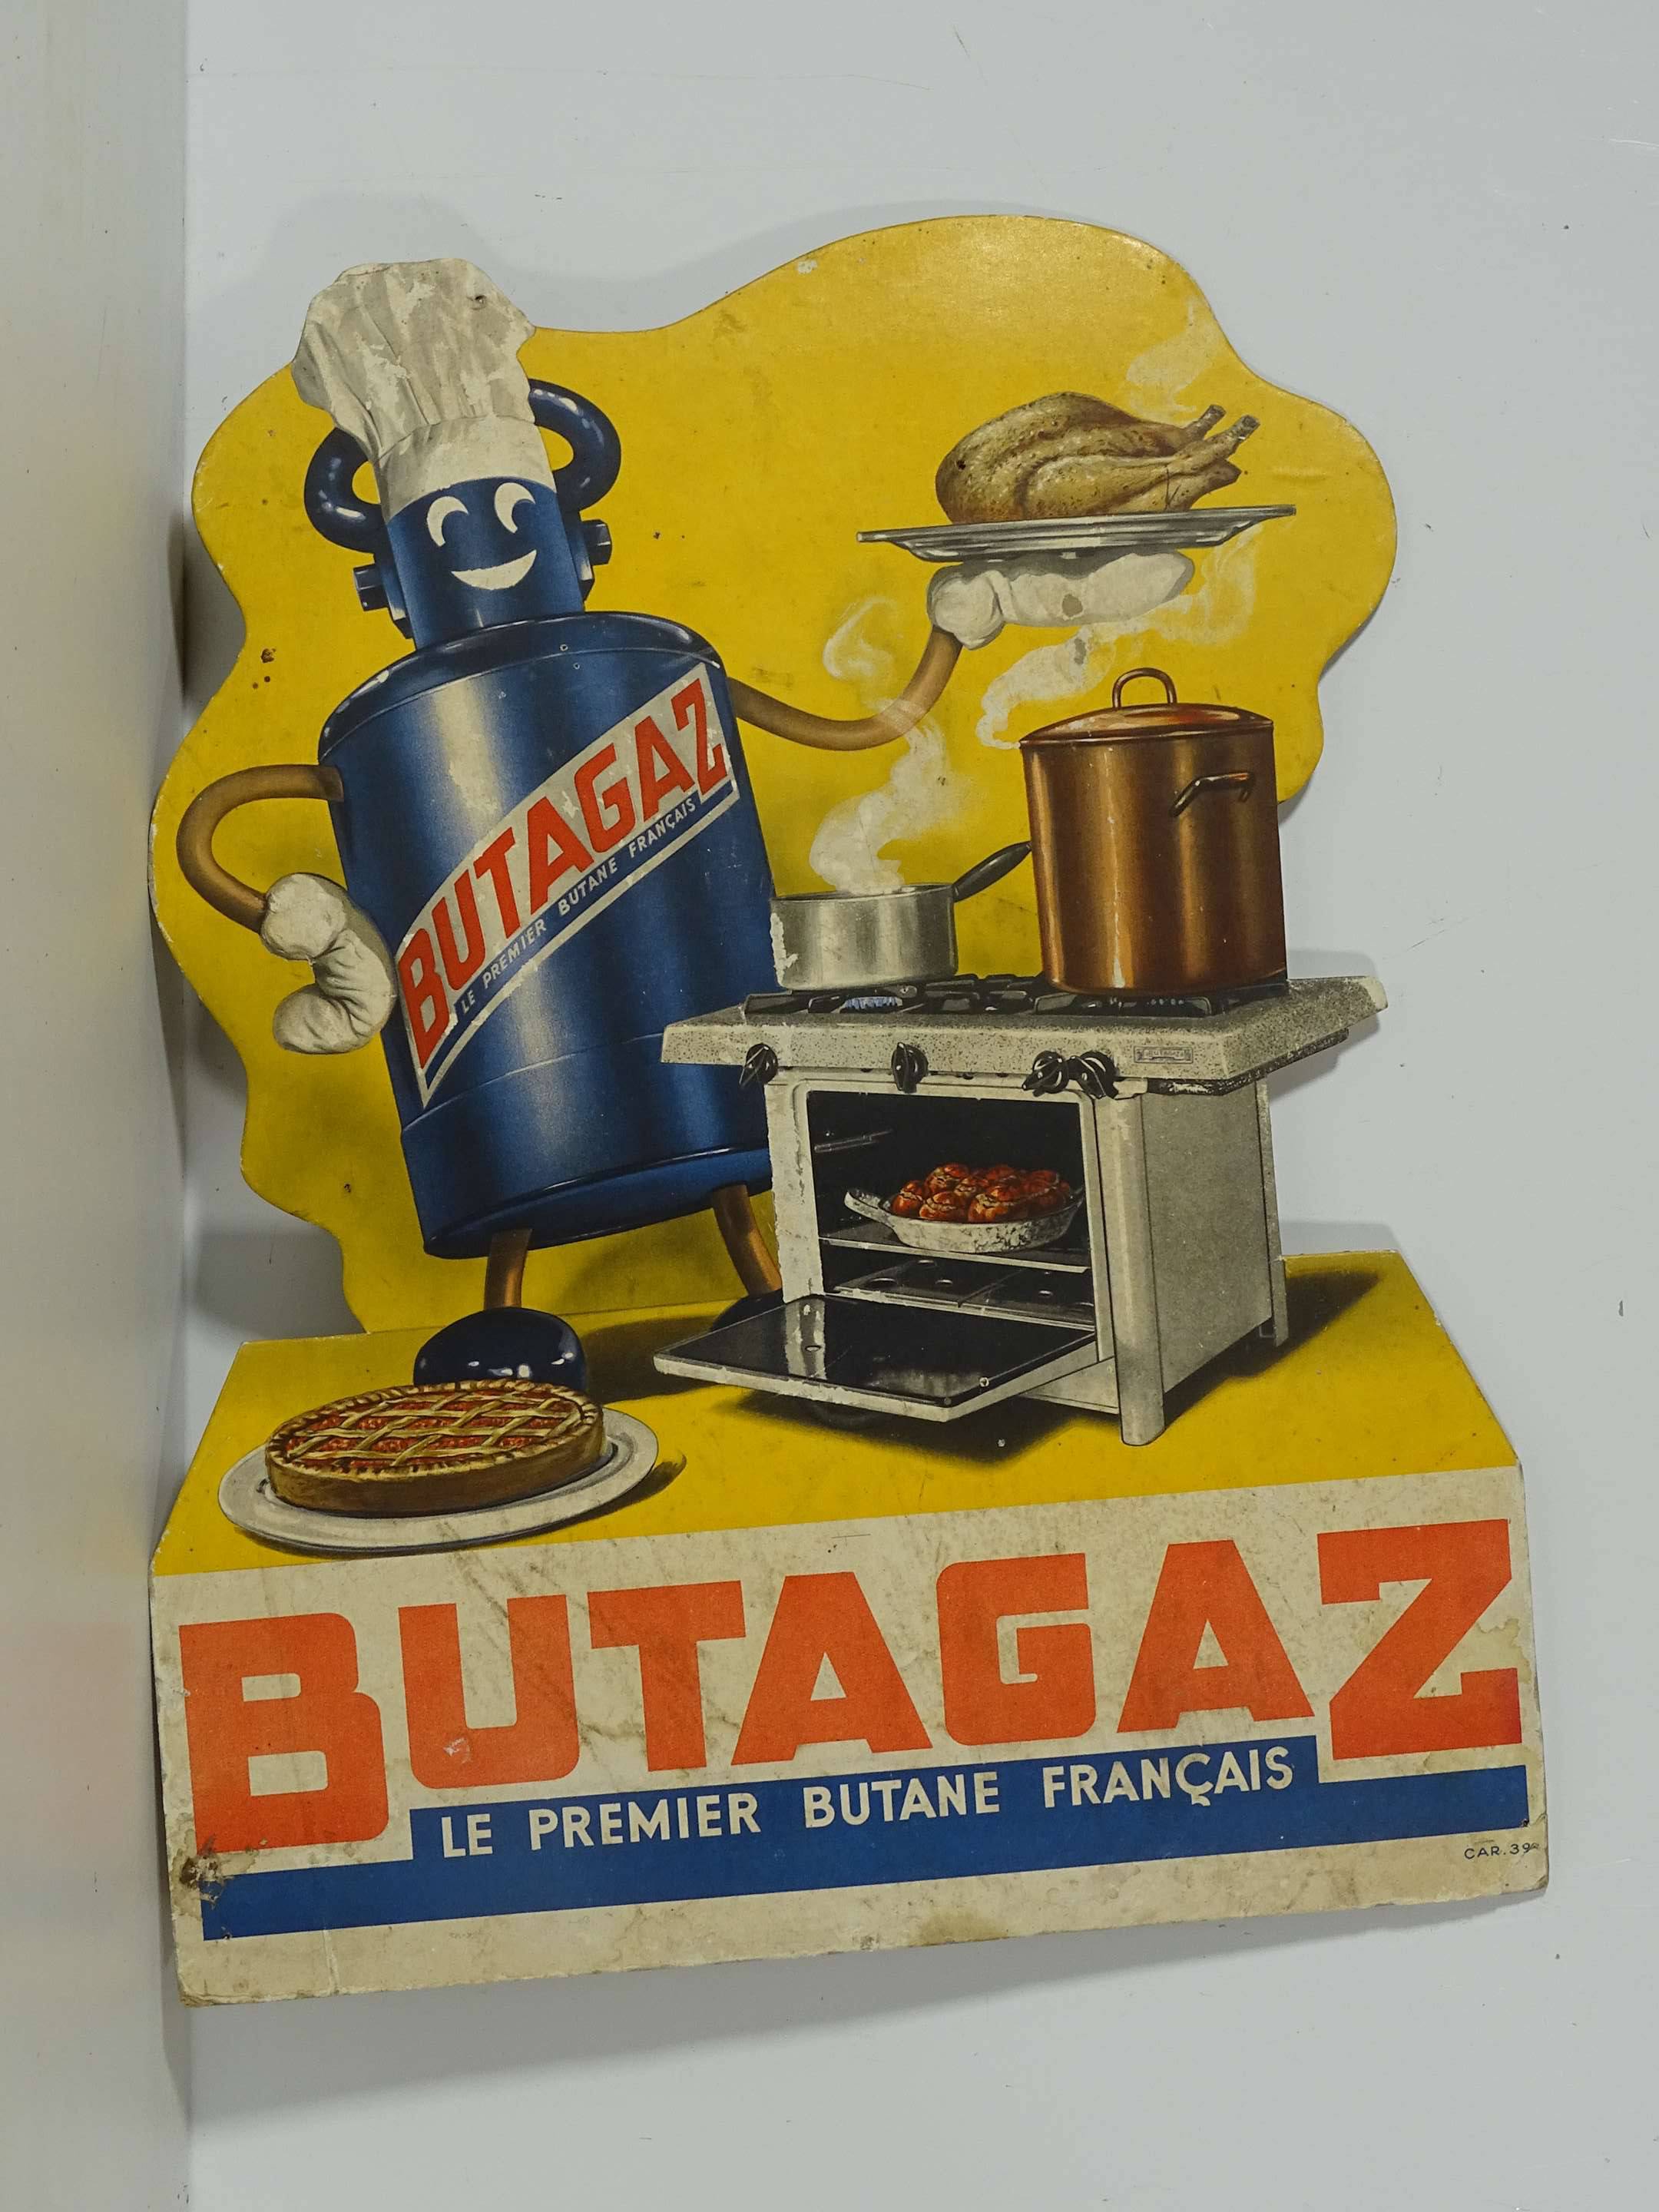 BUTAGAZ
LE PREMIER BUTANE FRANÇAIS
BUTAGAZ
LE PREMIER BUTANE FRANÇAIS
CAR. 39